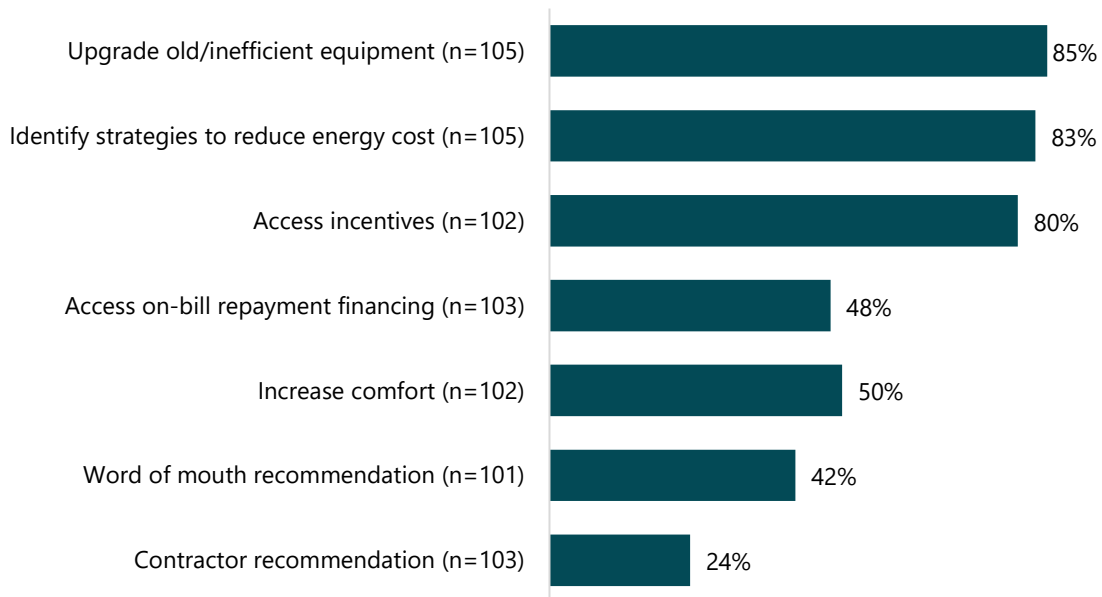 Upgrade old/inefficient equipment (n=105) 85%
Identify strategies to reduce energy cost (n=105) 83%
Access incentives (n=102) 80%
Access on-bill repayment financing (n=103) 48%
Increase comfort (n=102) 50%
Word of mouth recommendation (n=101) 42%
Contractor recommendation (n=103) 24%